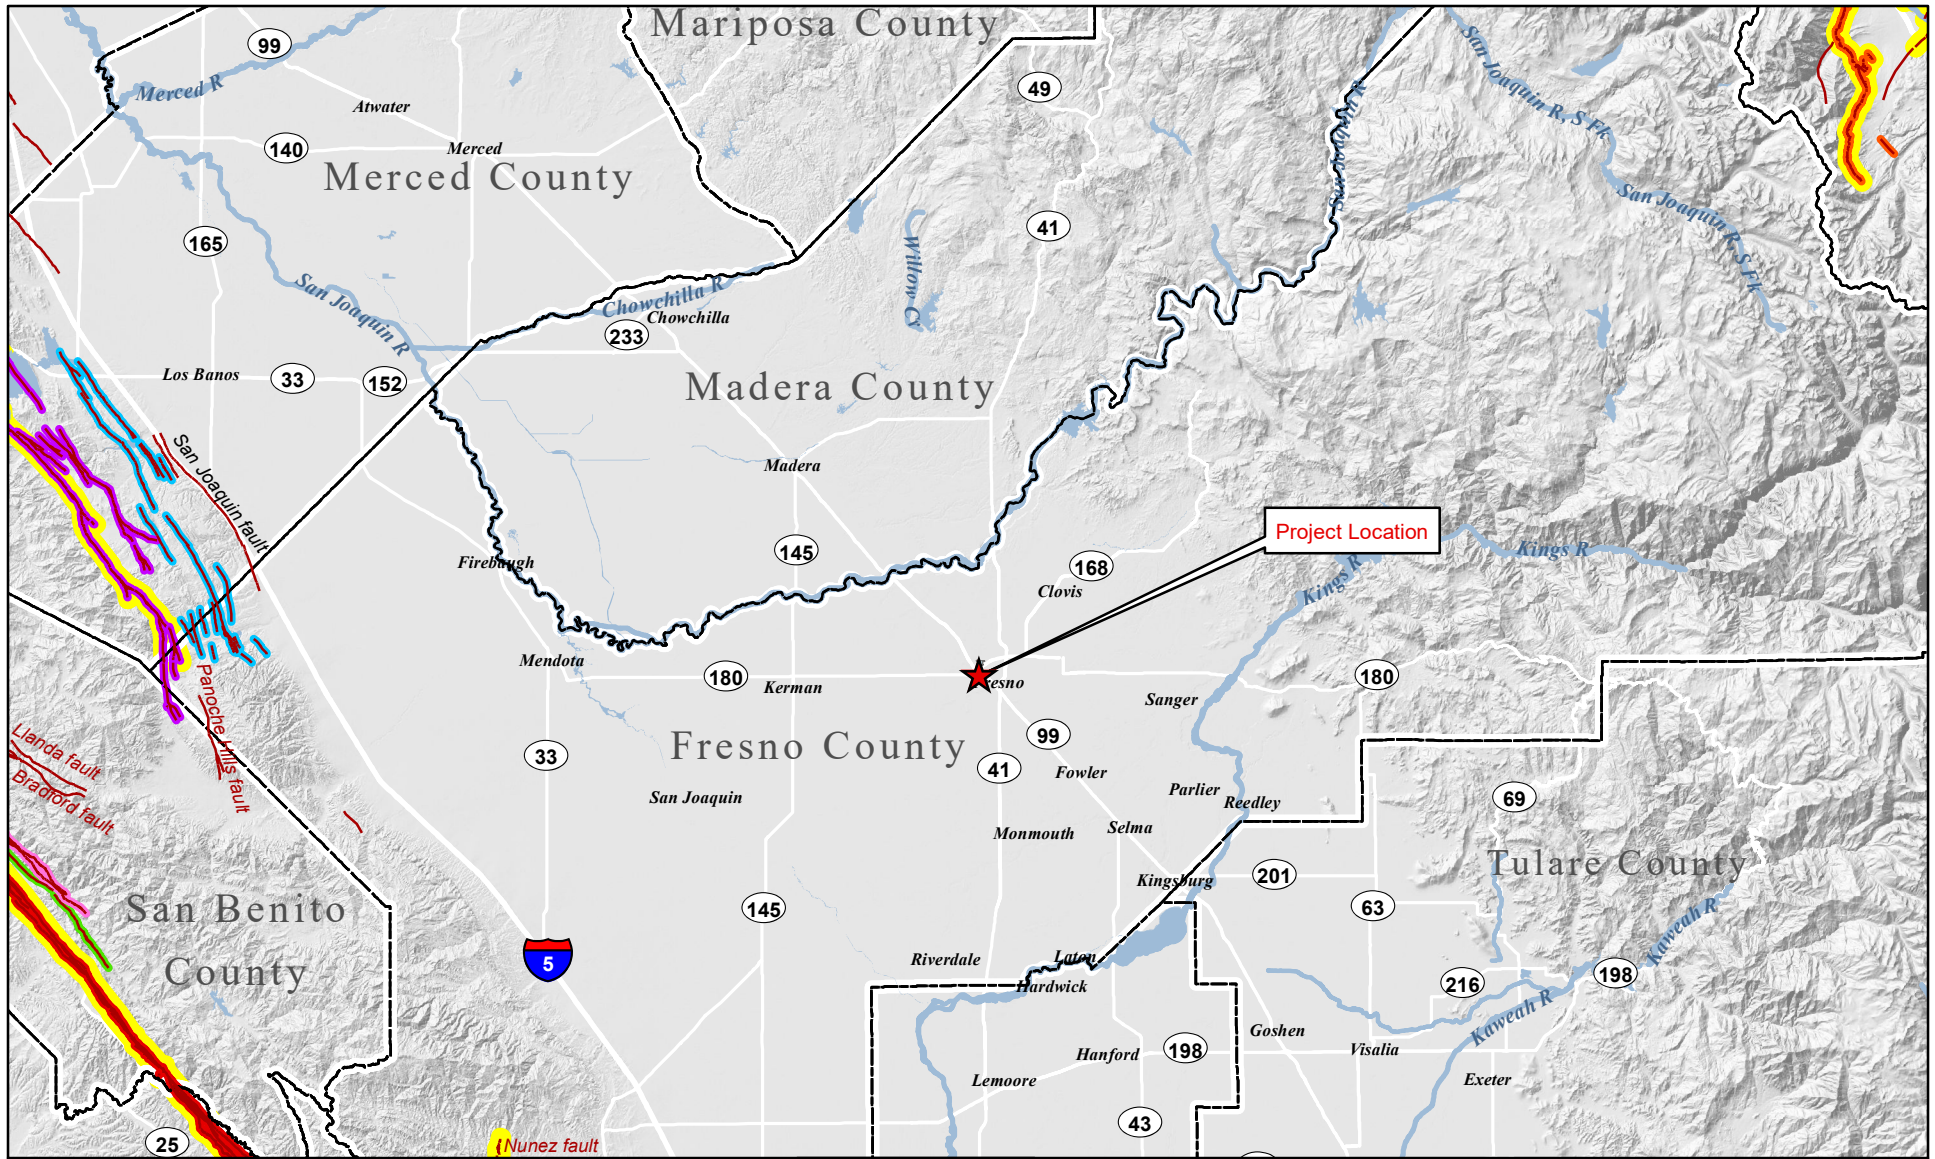 Mariposa County
99
Merced R
Atwater
49
San Joaquin R, S Fk
140
Merced
Merced County
San Joaquin R
San Joaquin R, S Fk
165
41
Willow Cr
San Joaquin R
Chowchilla R
Chowchilla
233
Los Banos
33
152
Madera County
San Joaquin fault
Madera
Project Location
145
Firebaugh
168
Clovis
Kings R
Kings R
Mendota
180
Kerman
Fresno
Sanger
180
Panoche Hills fault
Llanda fault
Bradford fault
33
Fresno County
99
41
Fowler
San Joaquin
Parlier
Reedley
69
Monmouth
Selma
Tulare County
Kingsburg
201
San Benito
County
145
63
Kaweah R
5
Riverdale
Laton
Hardwick
216
198
Kaweah R
Goshen
Hanford
198
Visalia
Lemoore
Exeter
43
25
Nunez fault